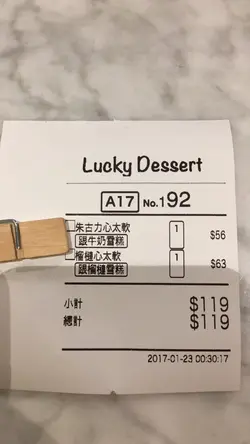 Lucky Dessert
A17 No.192
朱古力心太軟 1 $56
跟牛奶雪糕
榴槤心太軟 1 $63
跟榴槤雪糕
小計 $119
總計 $119
2017-01-23 00:30:17